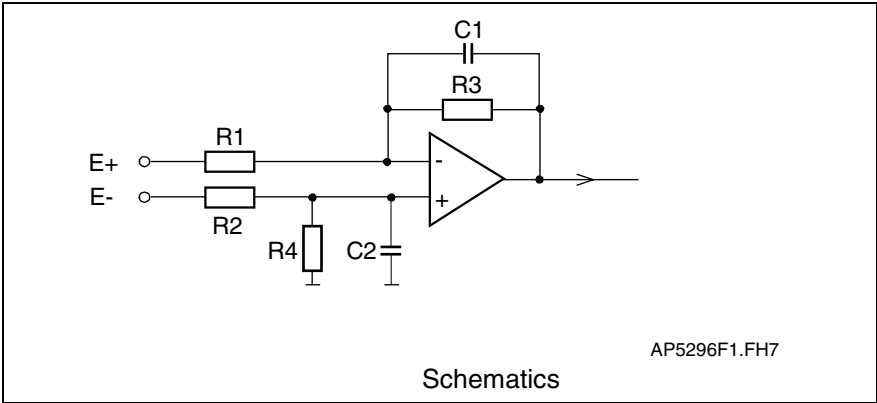 C1
R3
R1
E+
-
E-
+
R2
R4
C2
AP5296F1.FH7
Schematics